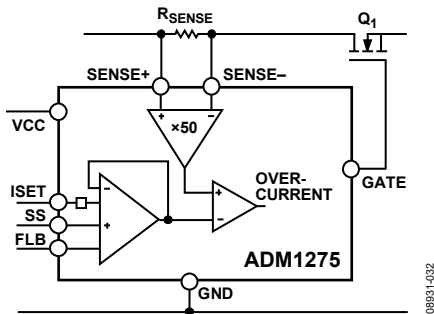 RSENSE
Q1
SENSE+
SENSE–
+
–
×50
VCC
–
OVER-
CURRENT
GATE
ISET
SS
+
+
–
FLB
ADM1275
GND
08931-032